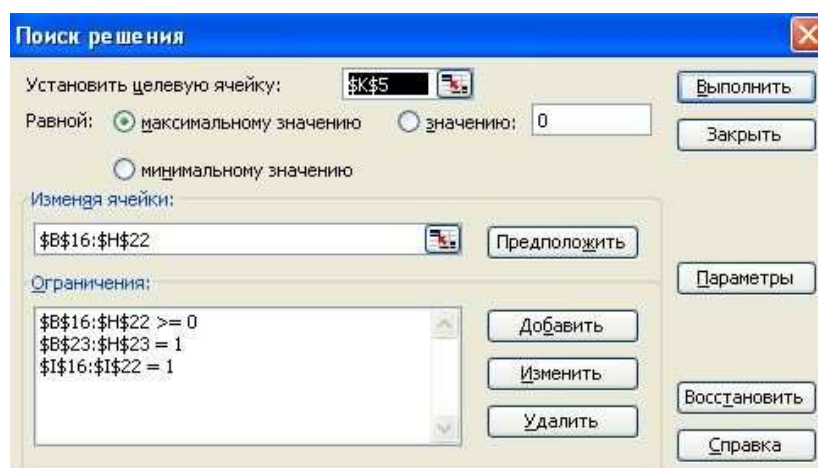 Поиск решения
Установить целевую ячейку: $K$5
Выполнить
Равной: максимальному значению значению: 0
Закрыть
минимальному значению
Изменяя ячейки:
$B$16:$H$22
Предположить
Ограничения:
Параметры
$B$16:$H$22 >= 0
$B$23:$H$23 = 1
$I$16:$I$22 = 1
Добавить
Изменить
Удалить
Восстановить
Справка